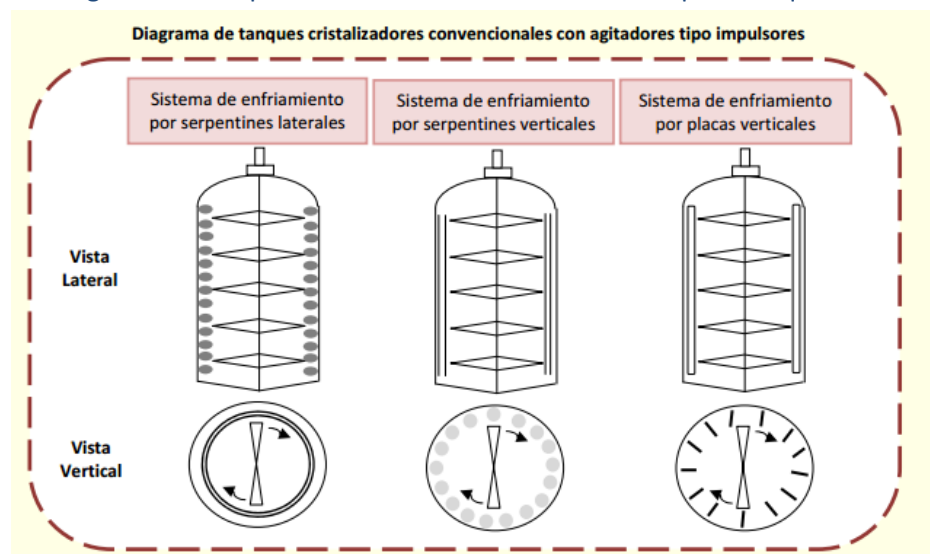 Diagrama de tanques cristalizadores convencionales con agitadores tipo impulsores
Sistema de enfriamiento
por serpentines laterales
Sistema de enfriamiento
por serpentines verticales
Sistema de enfriamiento
por placas verticales
Vista
Lateral
Vista
Vertical